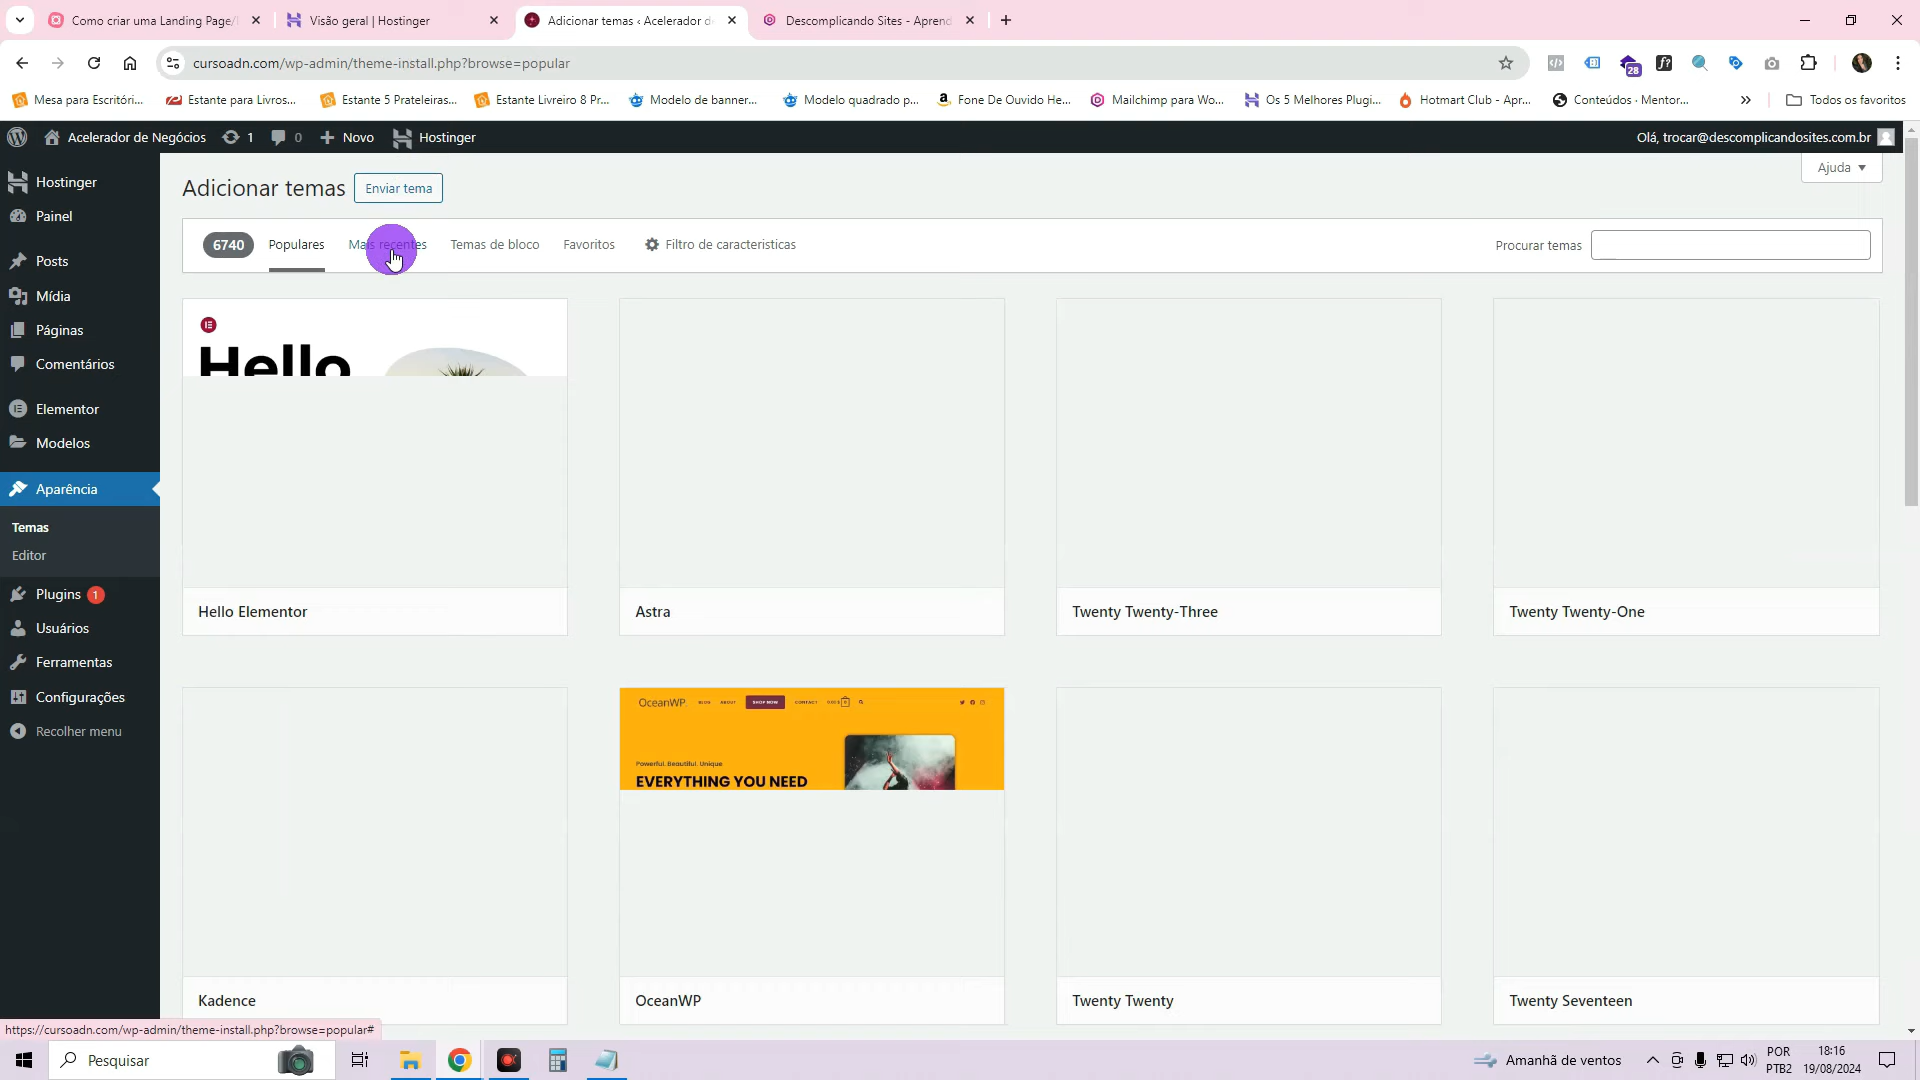 Como criar uma Landing Page/
Visão geral | Hostinger
Adicionar temas ‹ Acelerador de
Descomplicando Sites - Aprend
cursoadn.com/wp-admin/theme-install.php?browse=popular
28
f?
Mesa para Escritóri...
Estante para Livros...
Estante 5 Prateleiras...
Estante Livreiro 8 Pr...
Modelo de banner...
Modelo quadrado p...
Fone De Ouvido He...
Mailchimp para Wo...
Os 5 Melhores Plugi...
Hotmart Club - Apr...
Conteúdos · Mentor...
»
Todos os favoritos
Acelerador de Negócios
1
0
Novo
Hostinger
Olá, trocar@descomplicandosites.com.br
Hostinger
Painel
Posts
Mídia
Páginas
Comentários
Elementor
Modelos
Aparência
Temas
Editor
Plugins 1
Usuários
Ferramentas
Configurações
Recolher menu
Adicionar temas
Enviar tema
Ajuda
6740
Populares
Mais recentes
Temas de bloco
Favoritos
Filtro de características
Procurar temas
Hello
Hello Elementor
Astra
Twenty Twenty-Three
Twenty Twenty-One
OceanWP
BLOG
ABOUT
SHOP NOW
CONTACT
Powerful. Beautiful. Unique
EVERYTHING YOU NEED
Kadence
OceanWP
Twenty Twenty
Twenty Seventeen
https://cursoadn.com/wp-admin/theme-install.php?browse=popular#
Pesquisar
Amanhã de ventos
POR
PTB2
18:16
19/08/2024